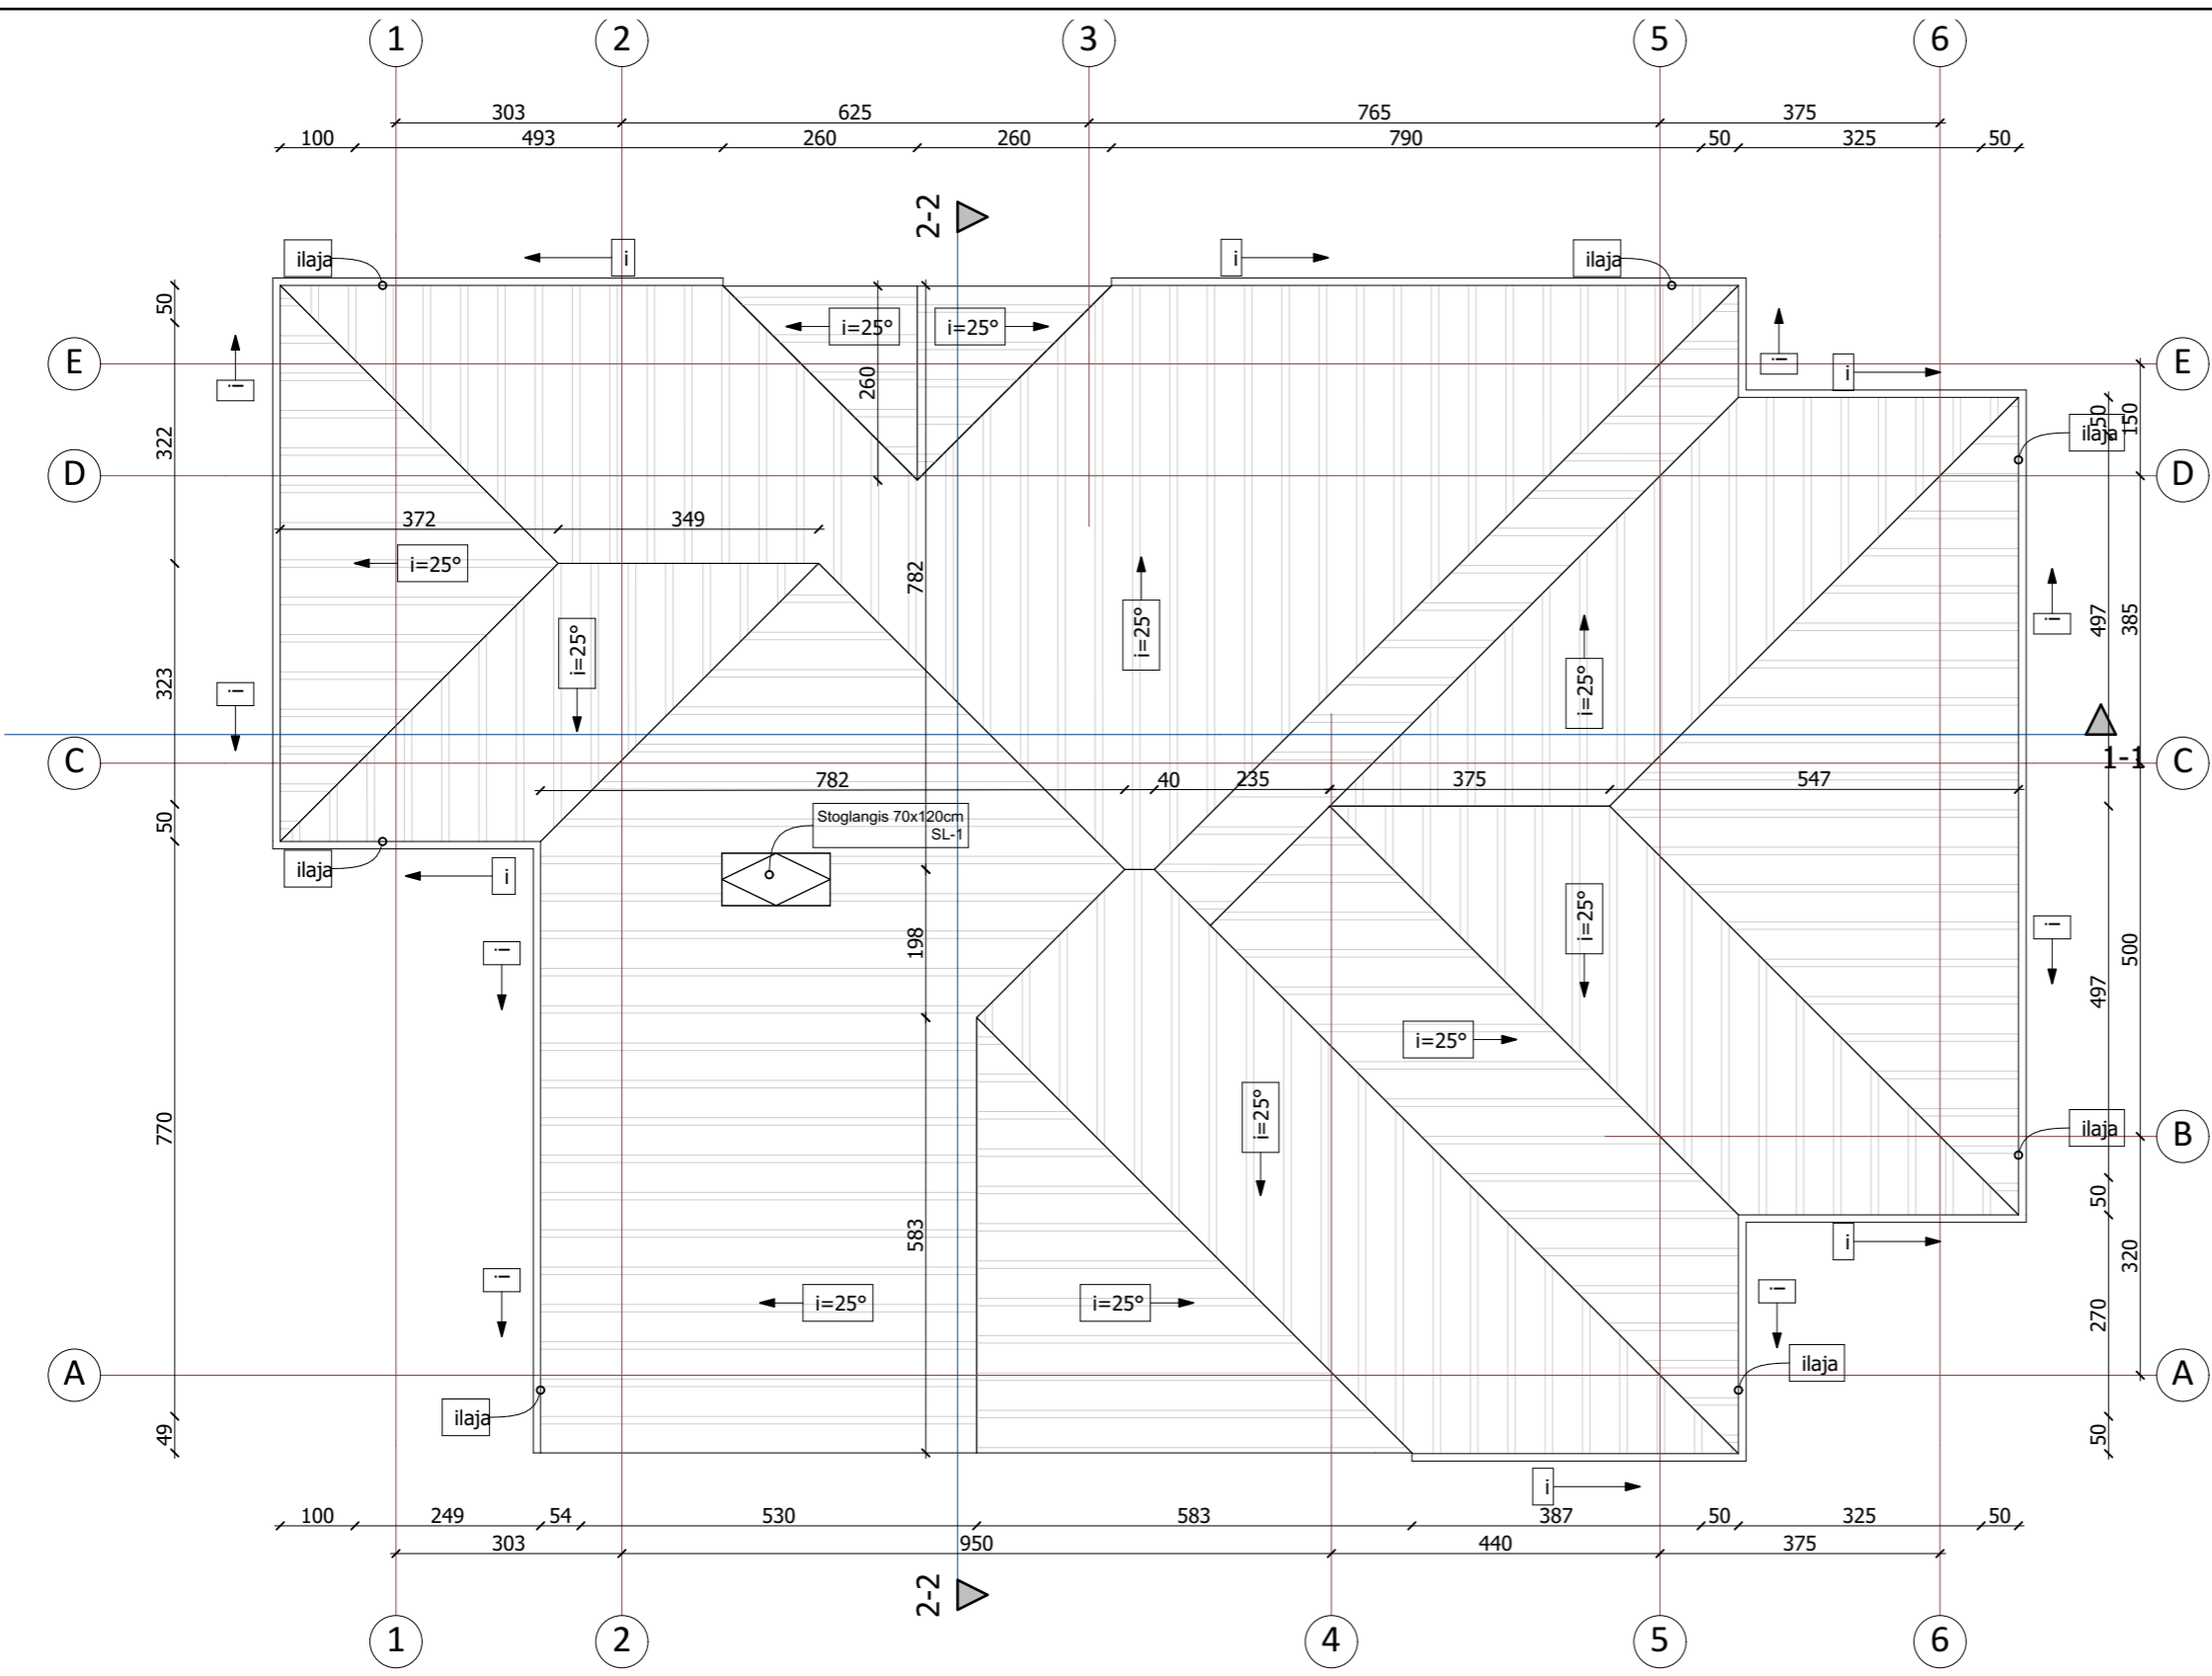 1 2 3 5 6
303 625 765 375
100 493 260 260 790 50 325 50
2-2
ilaja i i ilaja
50 i=25° i=25° i
E i i E
260 50 150
322 ilaja
D D
372 349
i=25° 782
497 385
i=25° i=25° i=25° i
323 i
C 1-1 C
782 40 235 375 547
50 Stoglangis 70x120cm
SL-1
ilaja i
i 198 i=25° i
497 500
i=25°
770 i=25° ilaja B
50
583 i
i i=25° i=25° i 320
270
A ilaja A
ilaja
49 50
i
100 249 54 530 583 387 50 325 50
303 950 440 375
2-2
1 2 4 5 6